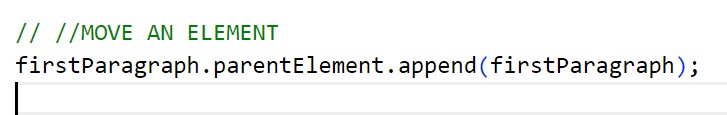 // //MOVE AN ELEMENT
firstParagraph.parentElement.append(firstParagraph);